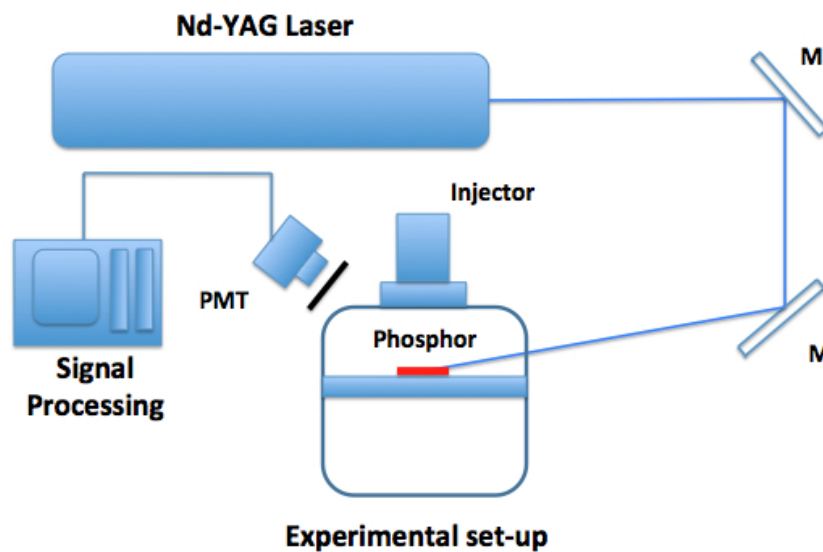 Nd-YAG Laser
M
Injector
PMT
Phosphor
M
Signal
Processing
Experimental set-up